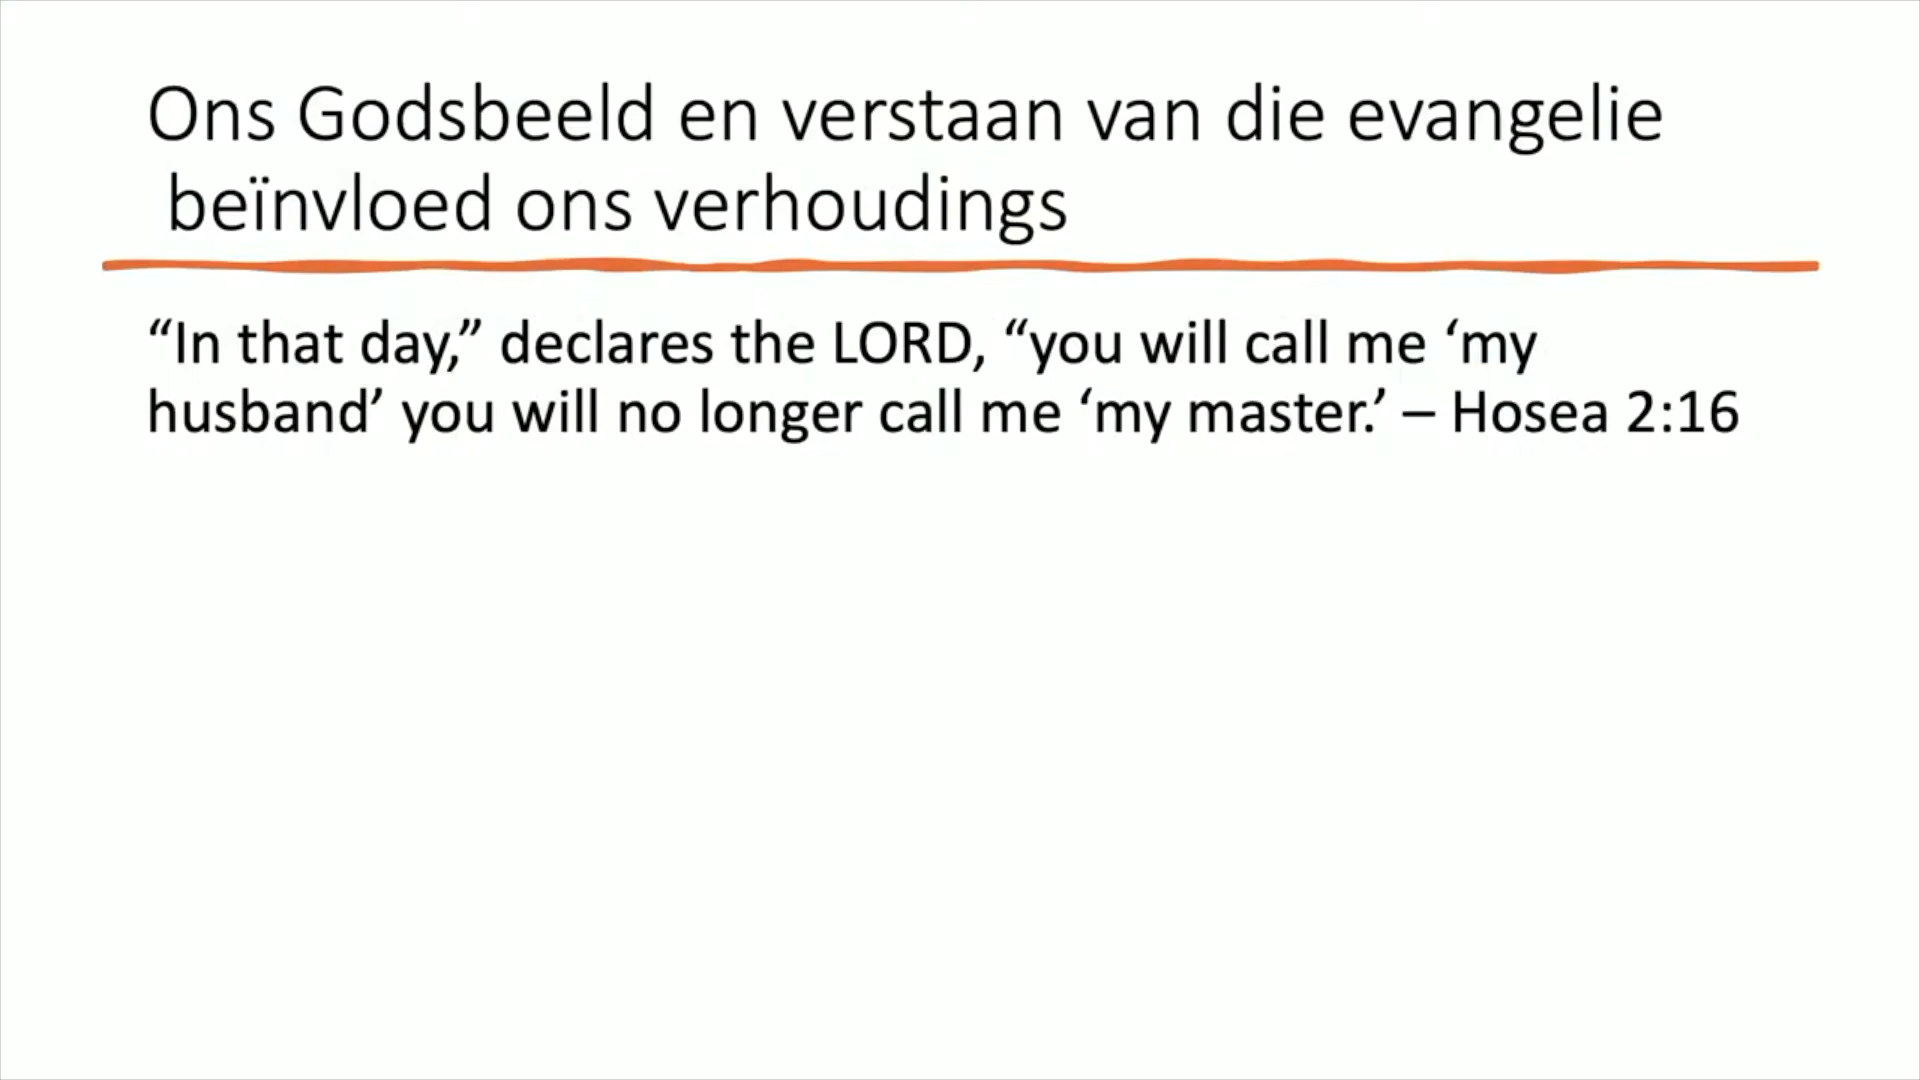 Ons Godsbeeld en verstaan van die evangelie
beïnvloed ons verhoudings
“In that day,” declares the LORD, “you will call me ‘my
husband’ you will no longer call me ‘my master.’ – Hosea 2:16